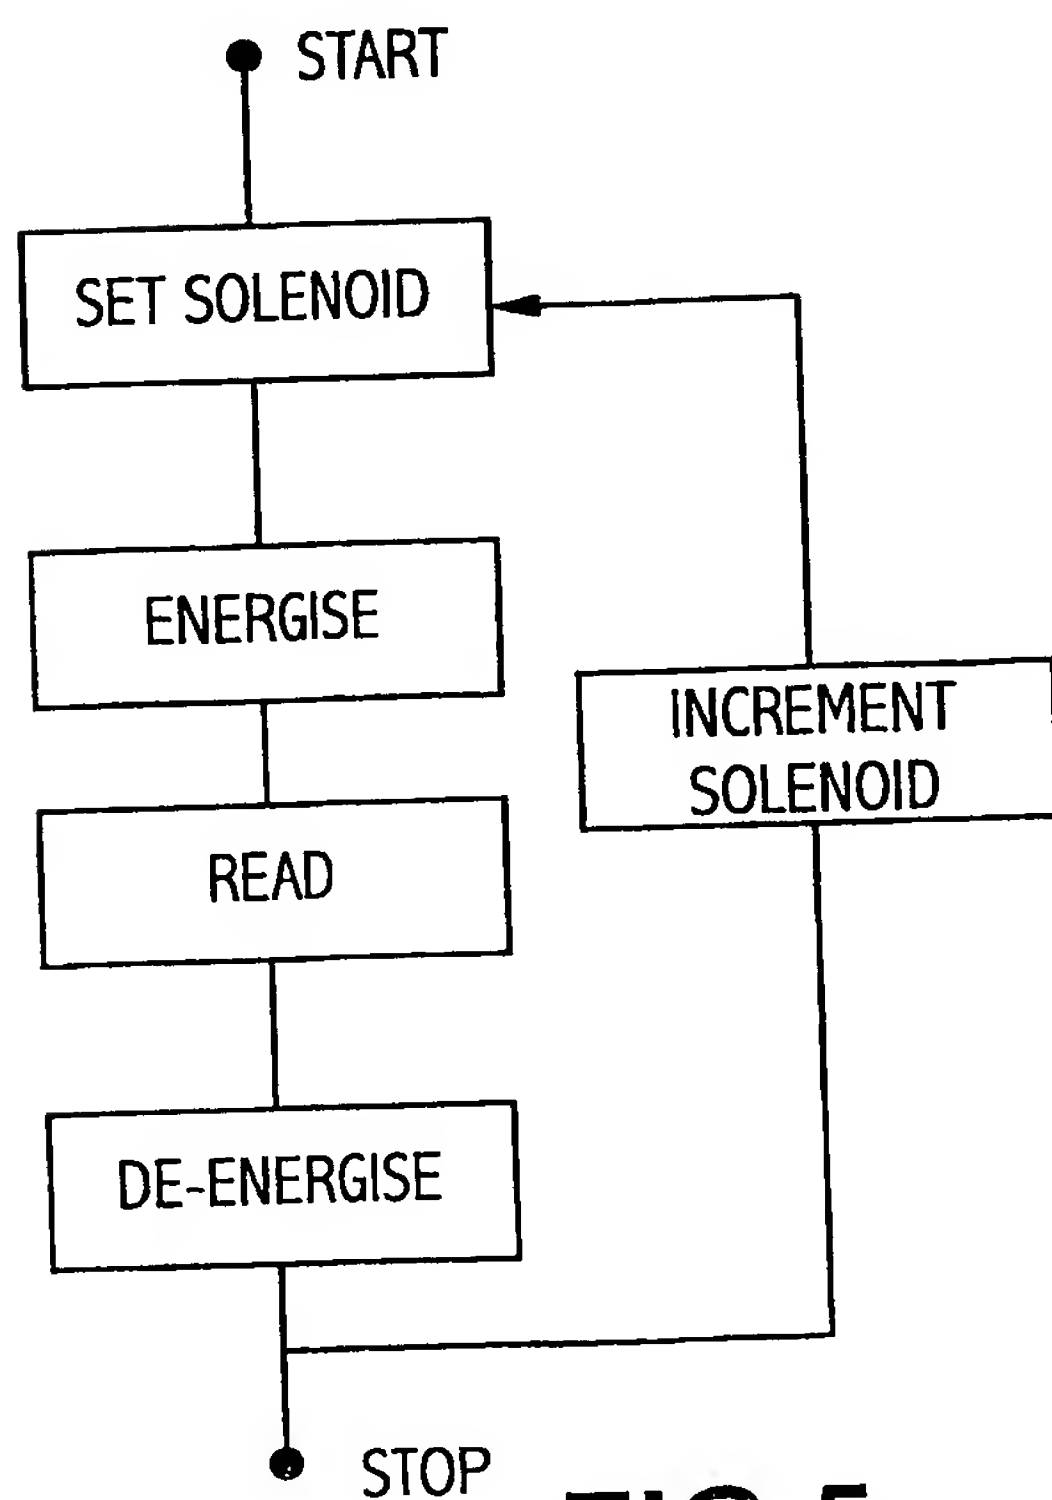 START
SET SOLENOID
ENERGISE
INCREMENT
SOLENOID
READ
DE-ENERGISE
STOP